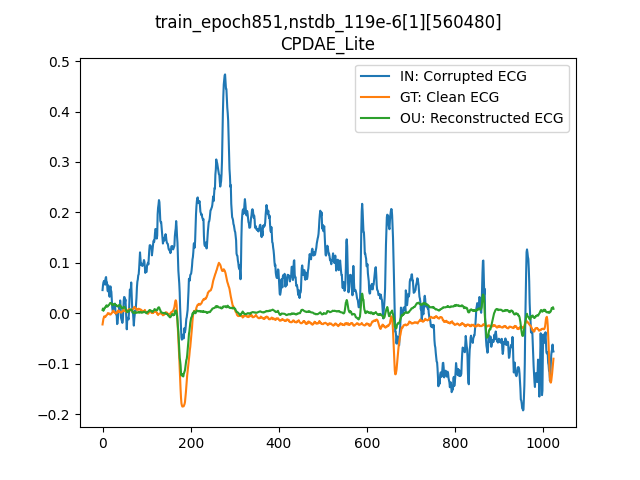 train_epoch851,nstdb_119e-6[1][560480]
CPDAE_Lite
IN: Corrupted ECG
GT: Clean ECG
OU: Reconstructed ECG
0.5
0.4
0.3
0.2
0.1
0.0
−0.1
−0.2
0 200 400 600 800 1000